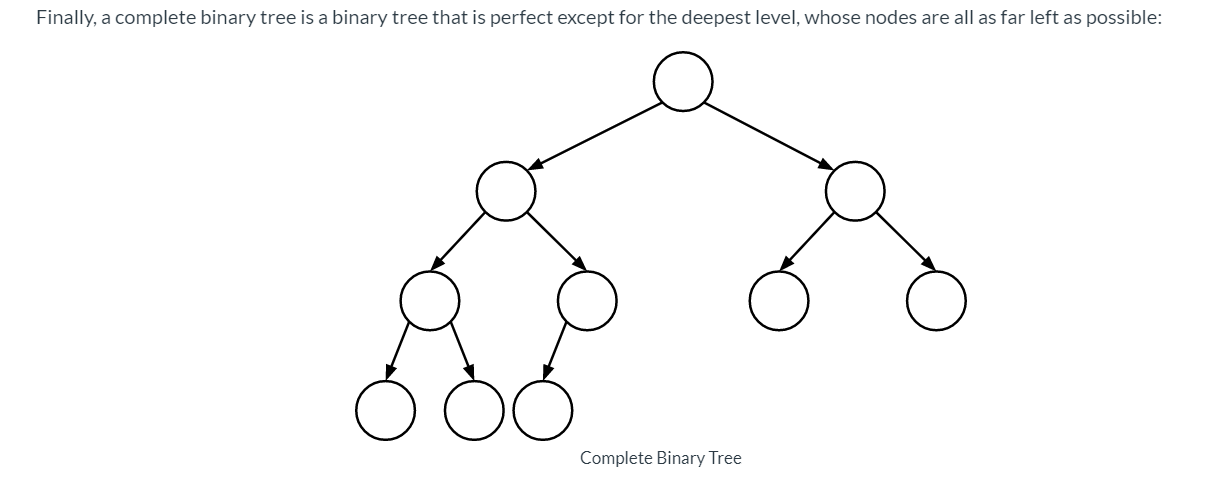 Finally, a complete binary tree is a binary tree that is perfect except for the deepest level, whose nodes are all as far left as possible:
Complete Binary Tree